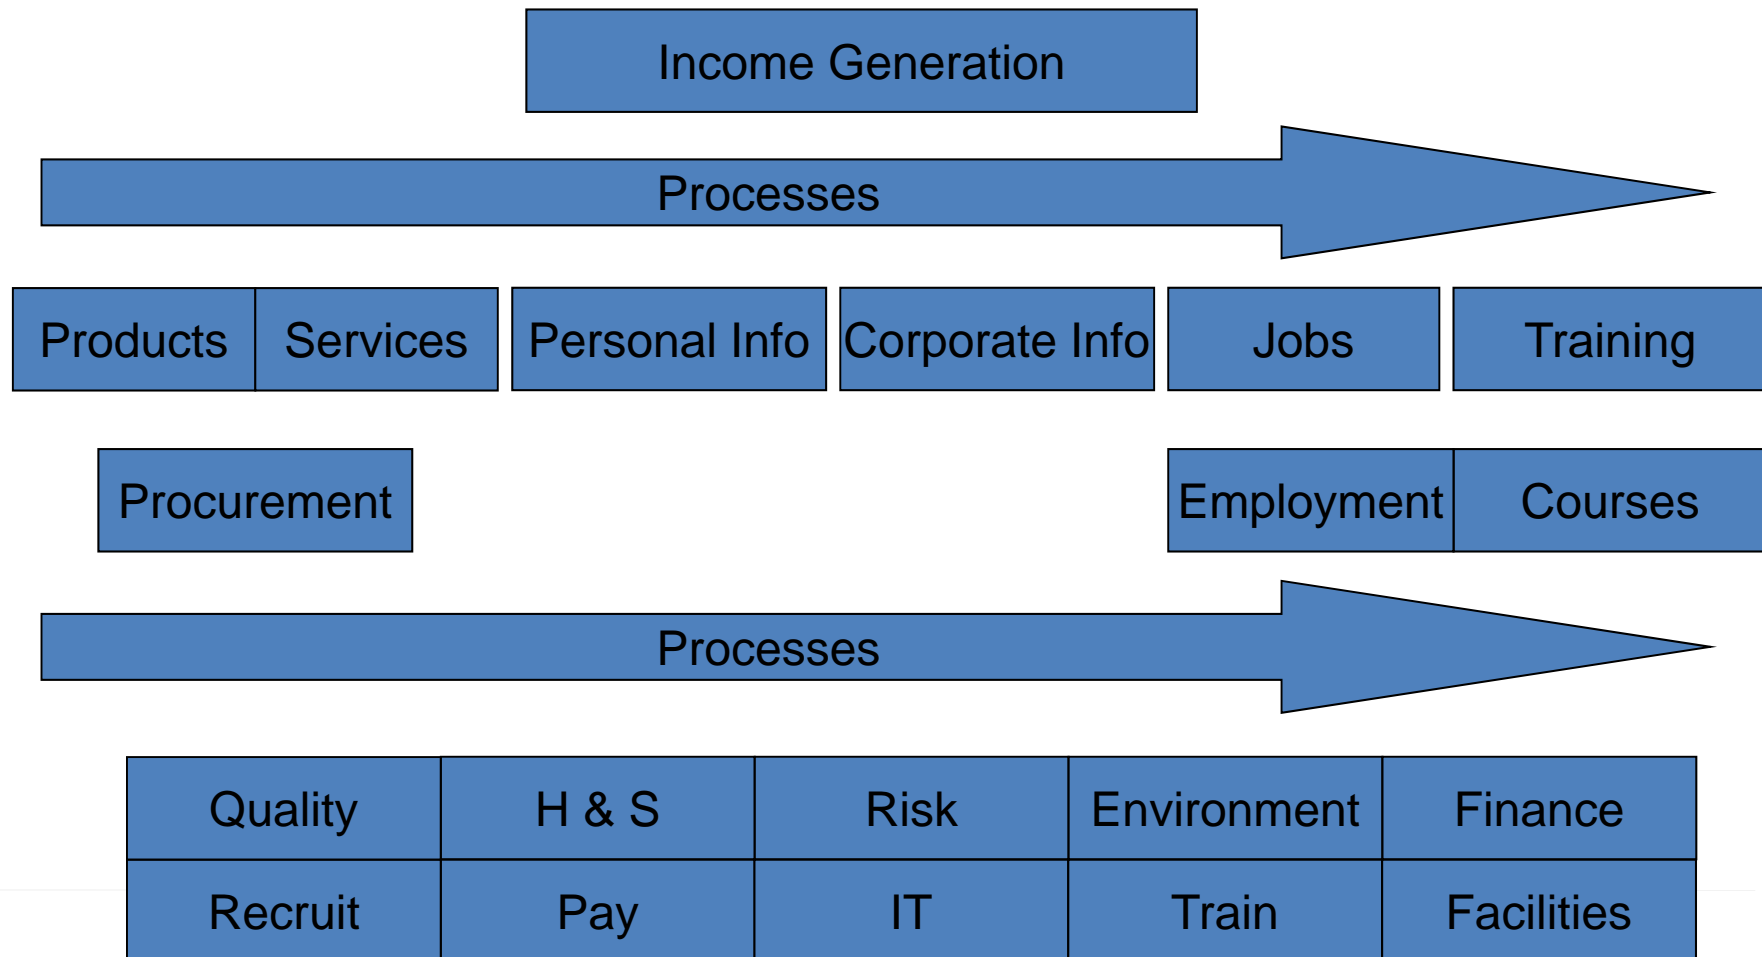 Income Generation
Processes
Products Services Personal Info Corporate Info Jobs Training
Procurement Employment Courses
Processes
Quality H & S Risk Environment Finance
Recruit Pay IT Train Facilities